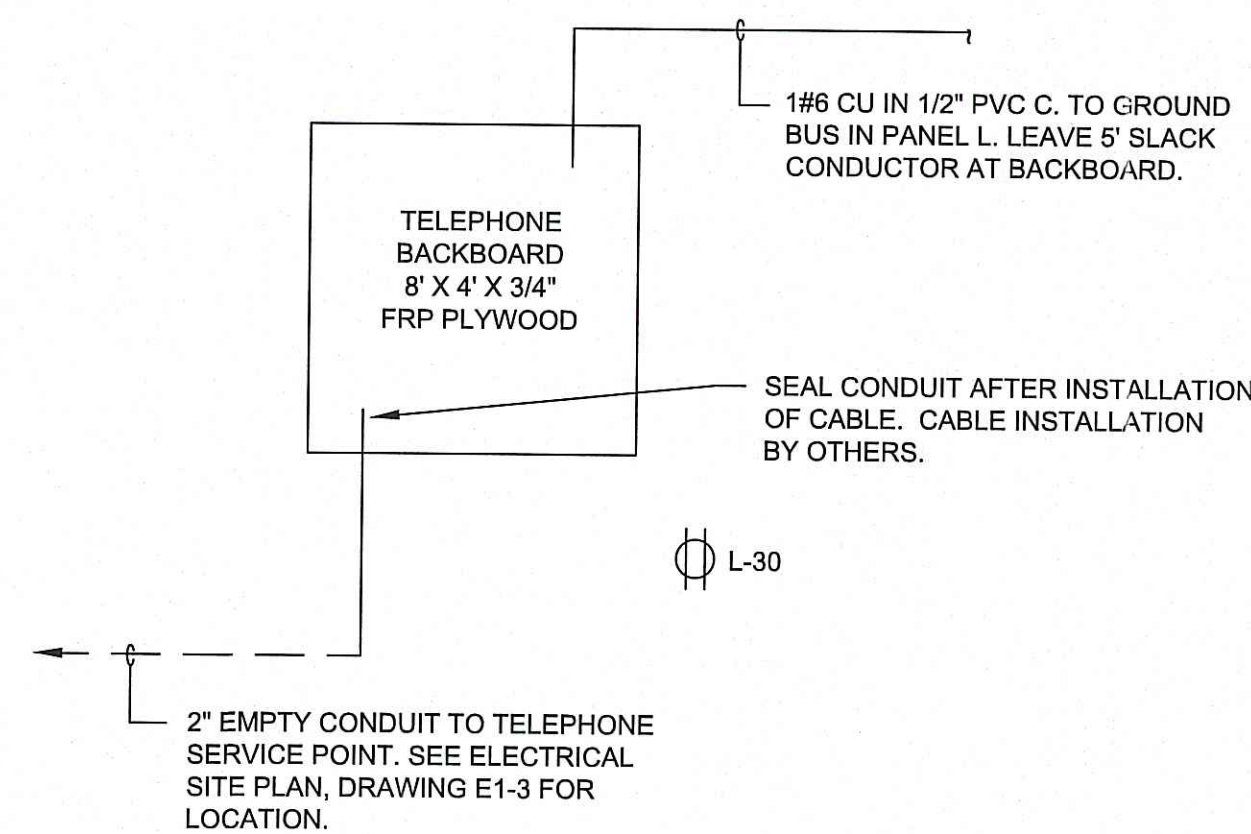 1#6 CU IN 1/2" PVC C. TO GROUND
BUS IN PANEL L. LEAVE 5' SLACK
CONDUCTOR AT BACKBOARD.
TELEPHONE
BACKBOARD
8' X 4' X 3/4"
FRP PLYWOOD
SEAL CONDUIT AFTER INSTALLATION
OF CABLE. CABLE INSTALLATION
BY OTHERS.
L-30
2" EMPTY CONDUIT TO TELEPHONE
SERVICE POINT. SEE ELECTRICAL
SITE PLAN, DRAWING E1-3 FOR
LOCATION.